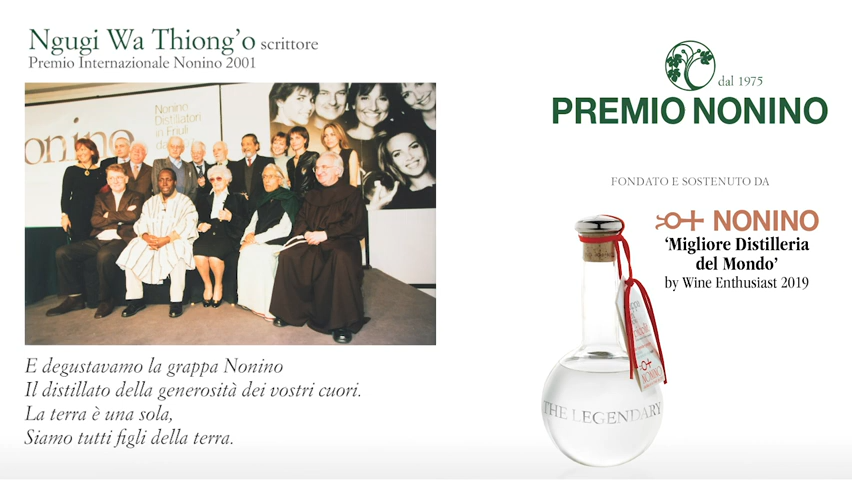 Ngugi Wa Thiong'o scrittore
Premio Internazionale Nonino 2001
onino
Nonino
Distillatori
in Friuli
E degustavamo la grappa Nonino
Il distillato della generosità dei vostri cuori.
La terra è una sola,
Siamo tutti figli della terra.
dal 1975
PREMIO NONINO
FONDATO E SOSTENUTO DA
NONINO
'Migliore Distilleria
del Mondo'
by Wine Enthusiast 2019
NONINO
THE LEGENDARY